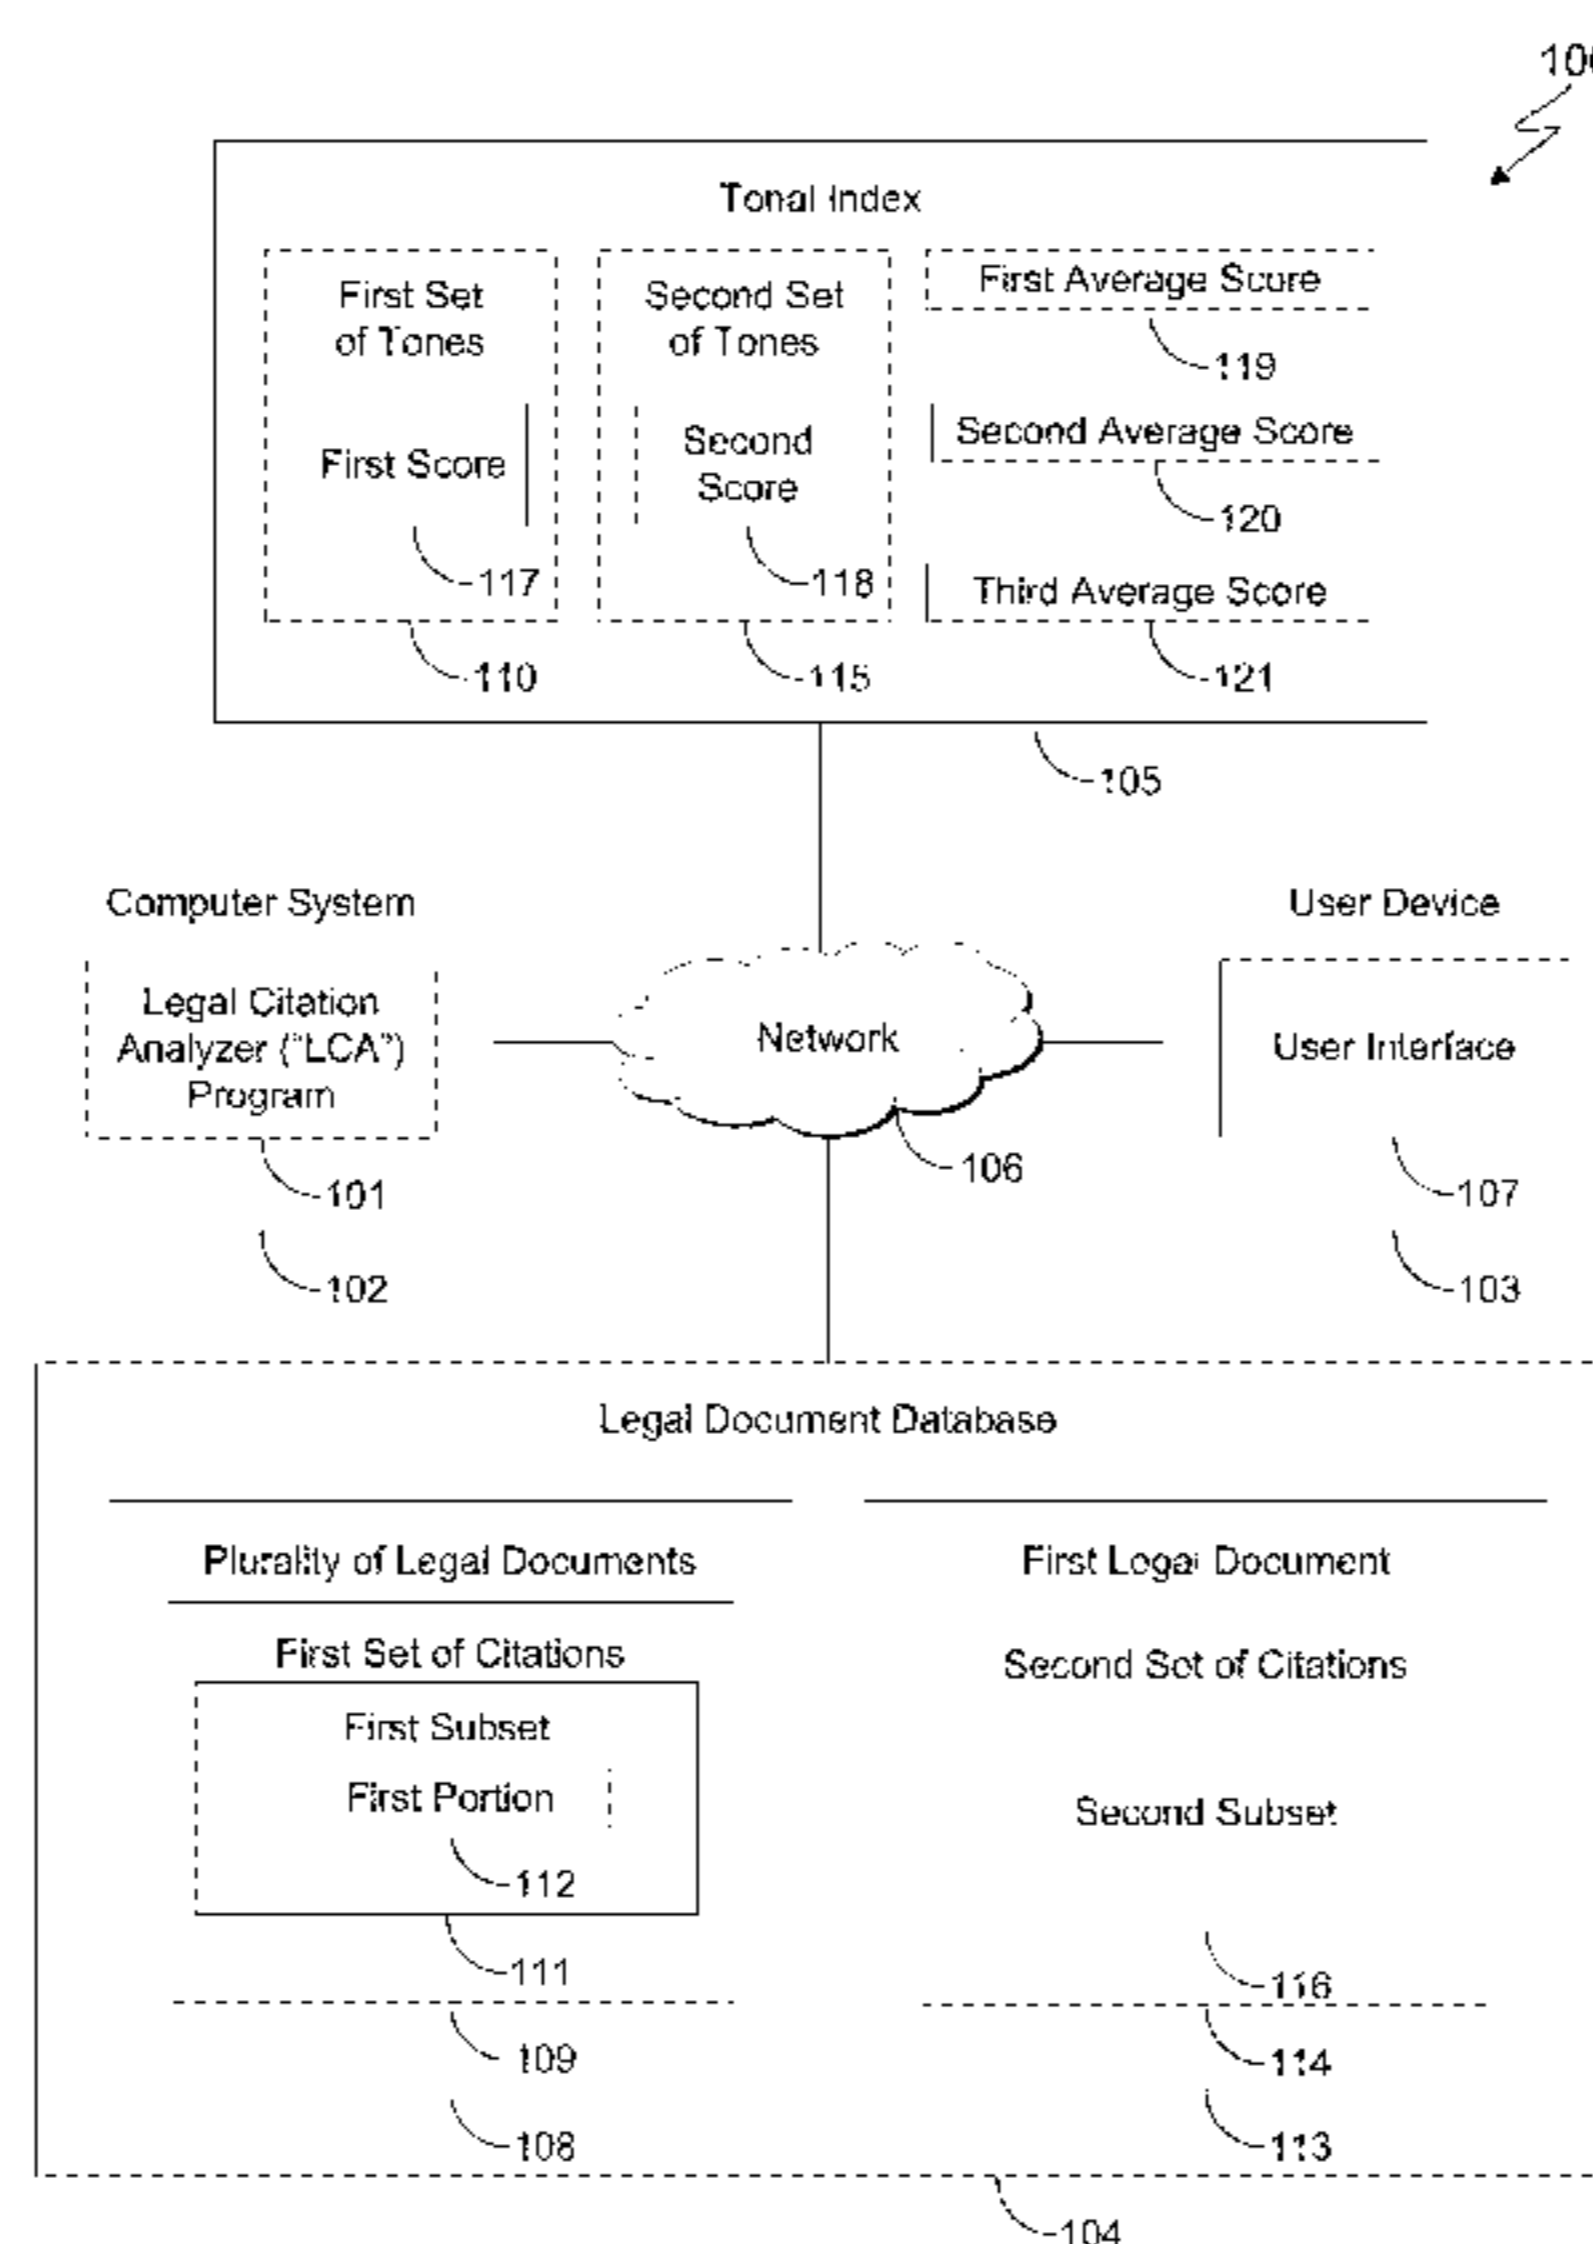 Tonal Index
First Set
of Tones
First Score
117
110
Second Set
of Tones
Second
Score
118
115
First Average Score
119
Second Average Score
120
Third Average Score
121
105
Computer System
Legal Citation
Analyzer ("LCA")
Program
101
102
Network
106
User Device
User Interface
107
103
Legal Document Database
Plurality of Legal Documents
First Set of Citations
First Subset
First Portion
112
111
109
108
First Legal Document
Second Set of Citations
Second Subset
116
114
113
104